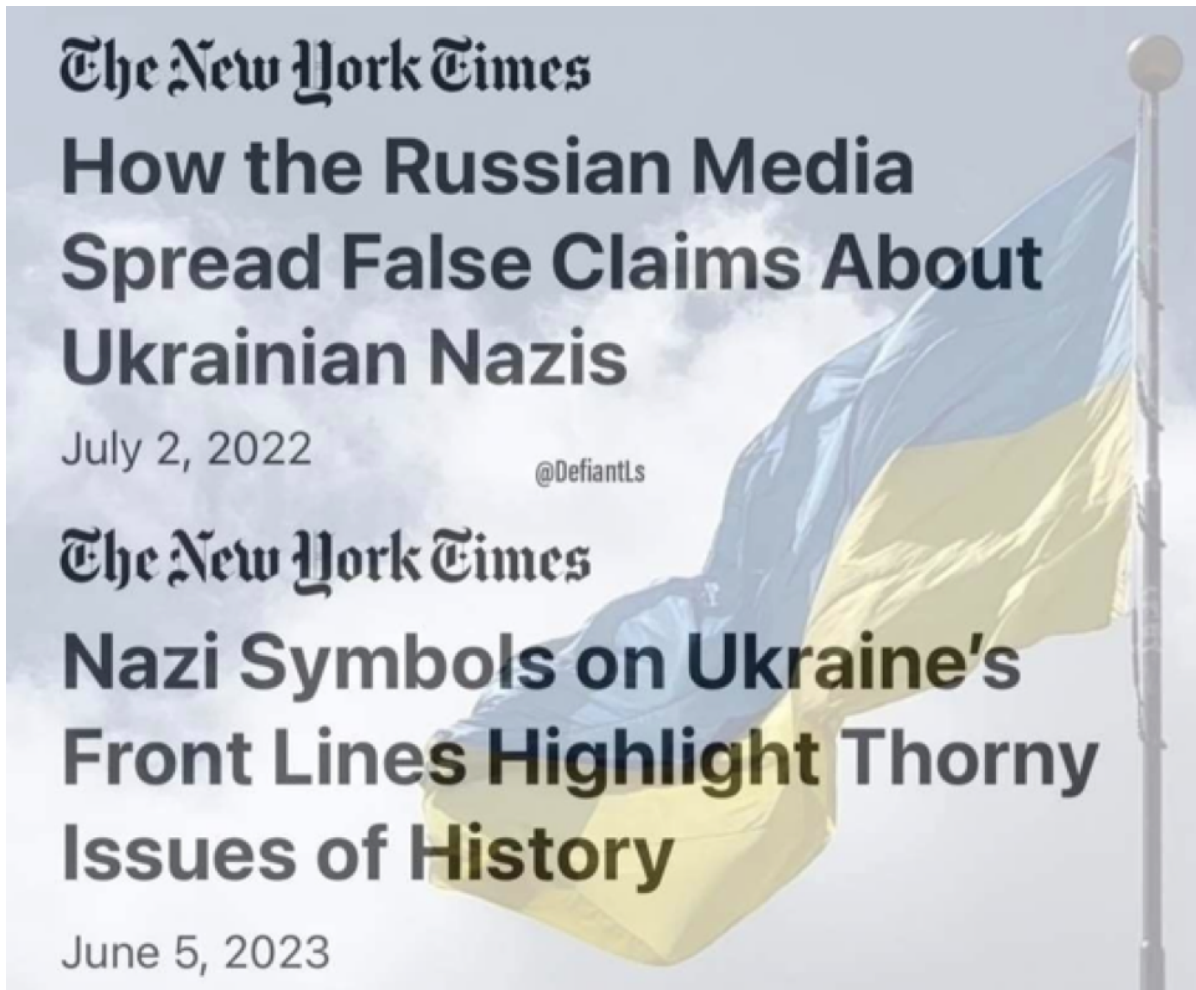 The New York Times
How the Russian Media
Spread False Claims About
Ukrainian Nazis
July 2, 2022
@DefiantLs
The New York Times
Nazi Symbols on Ukraine’s
Front Lines Highlight Thorny
Issues of History
June 5, 2023